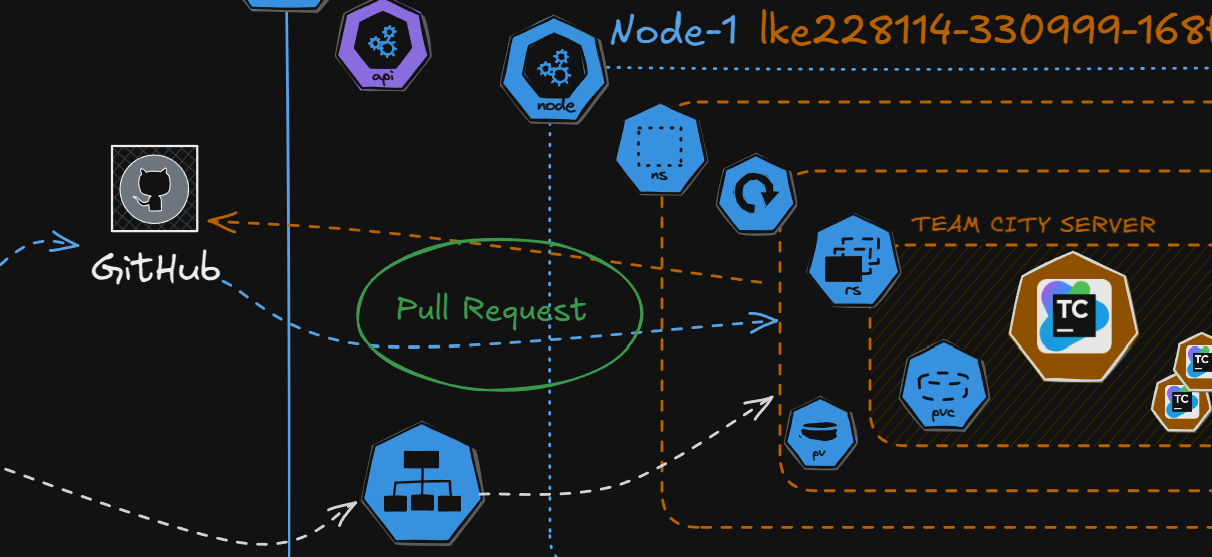 Node-1 lke228114-330999-168
api
node
ns
TEAM CITY SERVER
GitHub
rs
Pull Request
TC
TC
TC
pvc
pv